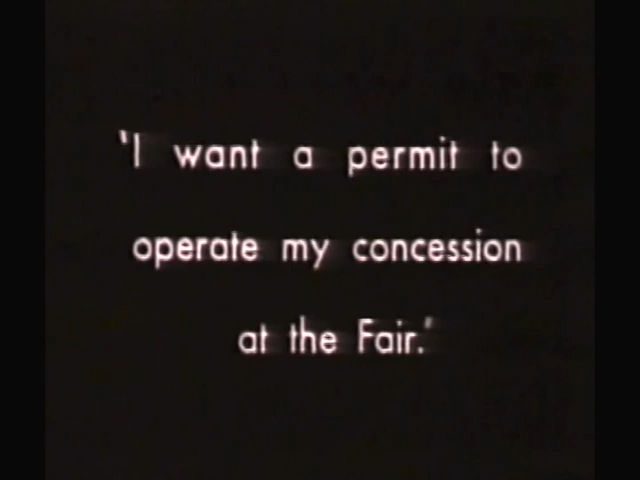 'I want a permit to
operate my concession
at the Fair.'